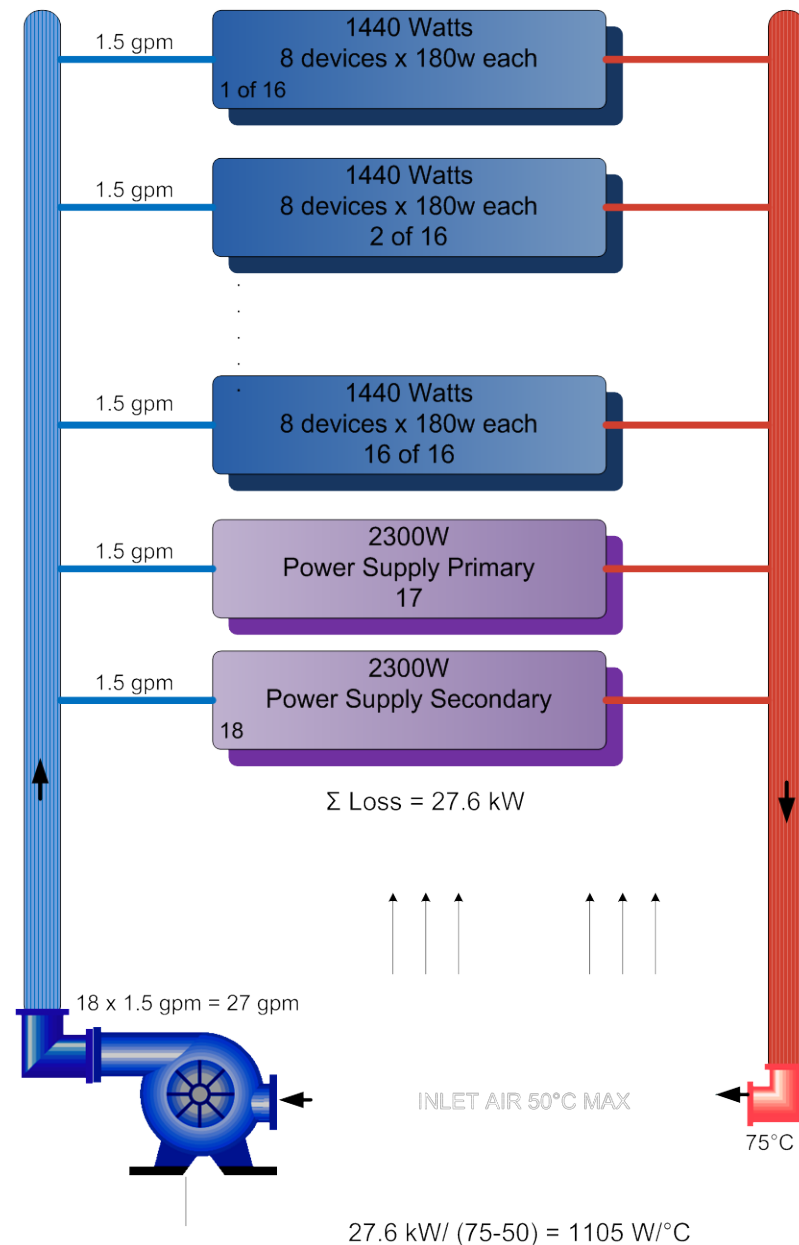 1.5 gpm
1440 Watts
8 devices x 180w each
1 of 16
1.5 gpm
1440 Watts
8 devices x 180w each
2 of 16
1.5 gpm
1440 Watts
8 devices x 180w each
16 of 16
1.5 gpm
2300W
Power Supply Primary
17
1.5 gpm
2300W
Power Supply Secondary
18
Σ Loss = 27.6 kW
18 x 1.5 gpm = 27 gpm
INLET AIR 50°C MAX
75°C
27.6 kW/ (75-50) = 1105 W/°C